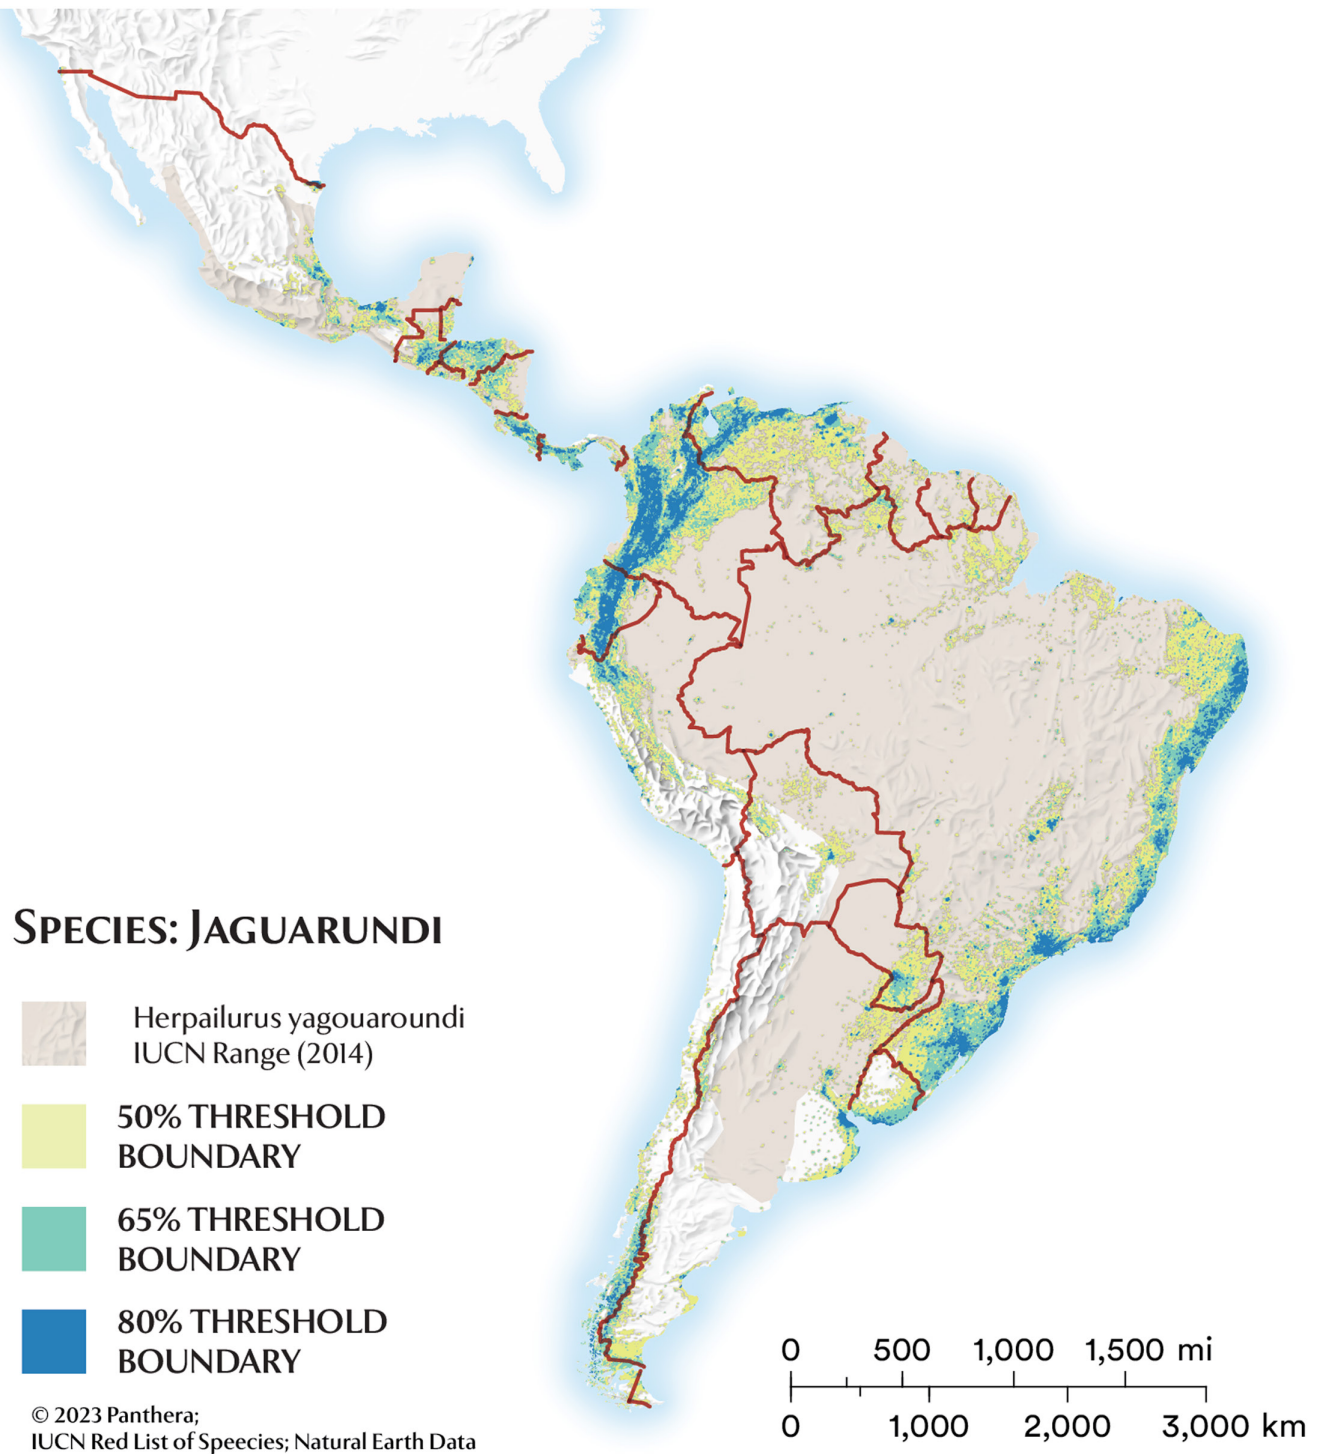 SPECIES: JAGUARUNDI
Herpailurus yagouaroundi
IUCN Range (2014)
50% THRESHOLD
BOUNDARY
65% THRESHOLD
BOUNDARY
80% THRESHOLD
BOUNDARY
© 2023 Panthera;
IUCN Red List of Speecies; Natural Earth Data
0 500 1,000 1,500 mi
0 1,000 2,000 3,000 km